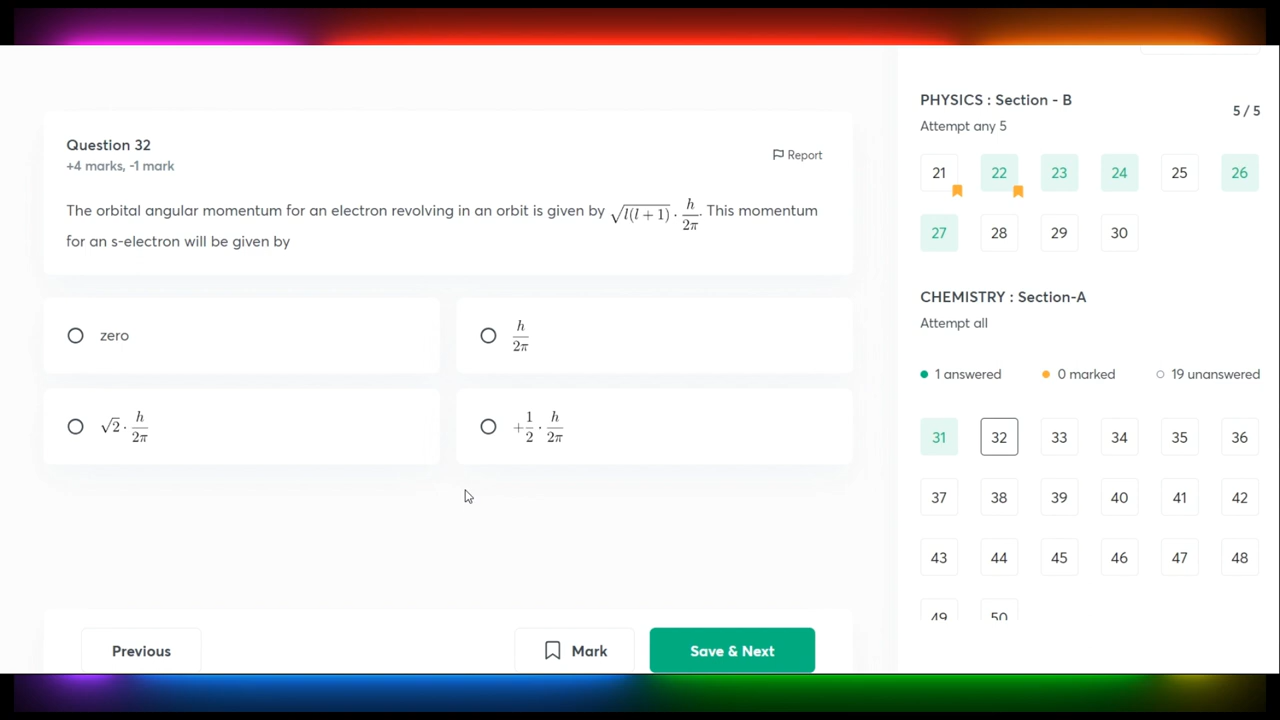 Question 32
+4 marks, -1 mark
Report
The orbital angular momentum for an electron revolving in an orbit is given by √l(l + 1) · h/2π. This momentum
for an s-electron will be given by
zero
h/2π
√2 · h/2π
+1/2 · h/2π
Previous
Mark
Save & Next
PHYSICS : Section - B
5 / 5
Attempt any 5
21 22 23 24 25 26
27 28 29 30
CHEMISTRY : Section-A
Attempt all
1 answered 0 marked 19 unanswered
31 32 33 34 35 36
37 38 39 40 41 42
43 44 45 46 47 48
49 50